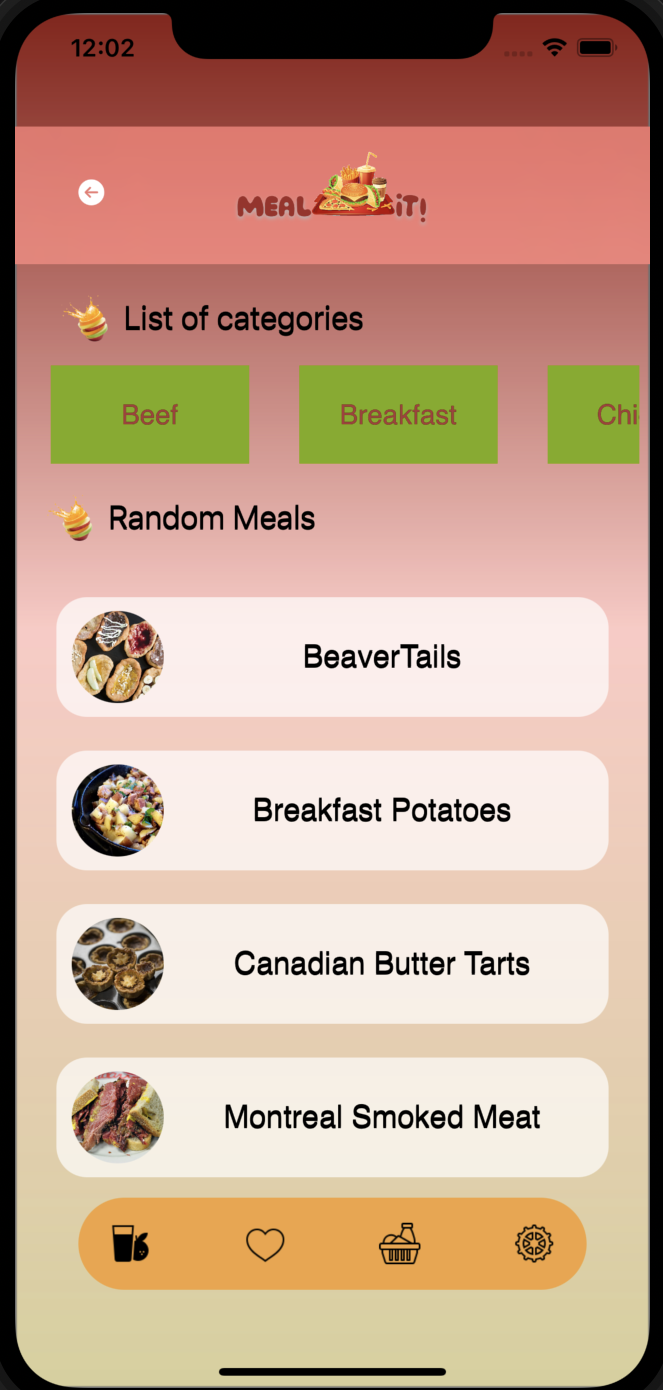 12:02
MEAL iT!
List of categories
Beef Breakfast Chi
Random Meals
BeaverTails
Breakfast Potatoes
Canadian Butter Tarts
Montreal Smoked Meat